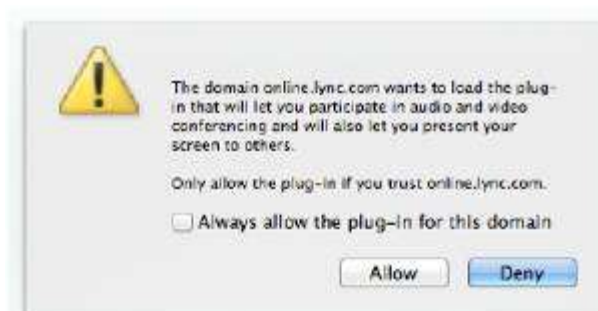 The domain online.lync.com wants to load the plug-
in that will let you participate in audio and video
conferencing and will also let you present your
screen to others.
Only allow the plug-in if you trust online.lync.com.
Always allow the plug-in for this domain
Allow Deny